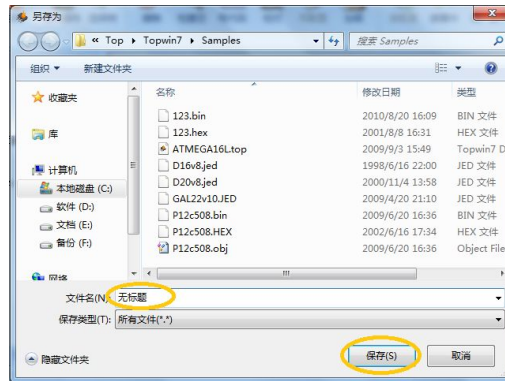 另存为
« Top ▸ Topwin7 ▸ Samples
搜索 Samples
组织 新建文件夹
收藏夹
库
计算机
本地磁盘 (C:)
软件 (D:)
文档 (E:)
备份 (F:)
网络
名称 修改日期 类型
123.bin 2010/8/20 16:09 BIN 文件
123.hex 2001/8/8 16:31 HEX 文件
ATMEGA16L.top 2009/9/3 15:49 Topwin7 D
D16v8.jed 1998/6/16 22:00 JED 文件
D20v8.jed 2000/11/4 13:58 JED 文件
GAL22v10.JED 2009/4/20 21:10 JED 文件
P12c508.bin 2009/6/20 16:36 BIN 文件
P12c508.HEX 2002/6/16 17:34 HEX 文件
P12c508.obj 2009/6/20 16:36 Object File
文件名(N): 无标题
保存类型(T): 所有文件(*.*)
隐藏文件夹
保存(S) 取消